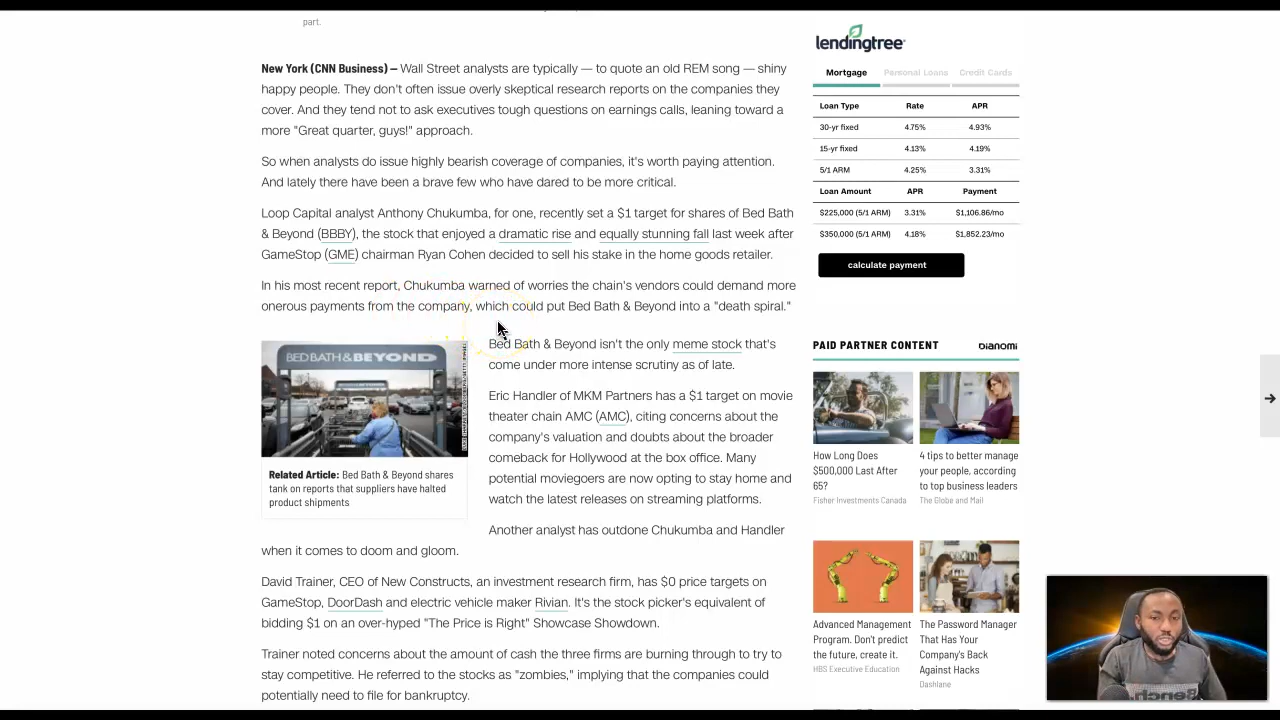 part.
New York (CNN Business) — Wall Street analysts are typically — to quote an old REM song — shiny
happy people. They don't often issue overly skeptical research reports on the companies they
cover. And they tend not to ask executives tough questions on earnings calls, leaning toward a
more "Great quarter, guys!" approach.
So when analysts do issue highly bearish coverage of companies, it's worth paying attention.
And lately there have been a brave few who have dared to be more critical.
Loop Capital analyst Anthony Chukumba, for one, recently set a $1 target for shares of Bed Bath
& Beyond (BBBY), the stock that enjoyed a dramatic rise and equally stunning fall last week after
GameStop (GME) chairman Ryan Cohen decided to sell his stake in the home goods retailer.
In his most recent report, Chukumba warned of worries the chain's vendors could demand more
onerous payments from the company, which could put Bed Bath & Beyond into a "death spiral."
BED BATH & BEYOND
Related Article: Bed Bath & Beyond shares
tank on reports that suppliers have halted
product shipments
Bed Bath & Beyond isn't the only meme stock that's
come under more intense scrutiny as of late.
Eric Handler of MKM Partners has a $1 target on movie
theater chain AMC (AMC), citing concerns about the
company's valuation and doubts about the broader
comeback for Hollywood at the box office. Many
potential moviegoers are now opting to stay home and
watch the latest releases on streaming platforms.
Another analyst has outdone Chukumba and Handler
when it comes to doom and gloom.
David Trainer, CEO of New Constructs, an investment research firm, has $0 price targets on
GameStop, DoorDash and electric vehicle maker Rivian. It's the stock picker's equivalent of
bidding $1 on an over-hyped "The Price is Right" Showcase Showdown.
Trainer noted concerns about the amount of cash the three firms are burning through to try to
stay competitive. He referred to the stocks as "zombies," implying that the companies could
potentially need to file for bankruptcy.
lendingtree
Mortgage Personal Loans Credit Cards
Loan Type Rate APR
30-yr fixed 4.75% 4.93%
15-yr fixed 4.13% 4.19%
5/1 ARM 4.25% 3.31%
Loan Amount APR Payment
$225,000 (5/1 ARM) 3.31% $1,106.86/mo
$350,000 (5/1 ARM) 4.18% $1,852.23/mo
calculate payment
PAID PARTNER CONTENT DIANOMI
How Long Does
$500,000 Last After
65?
Fisher Investments Canada
4 tips to better manage
your people, according
to top business leaders
The Globe and Mail
Advanced Management
Program. Don't predict
the future, create it.
HBS Executive Education
The Password Manager
That Has Your
Company's Back
Against Hacks
Dashlane